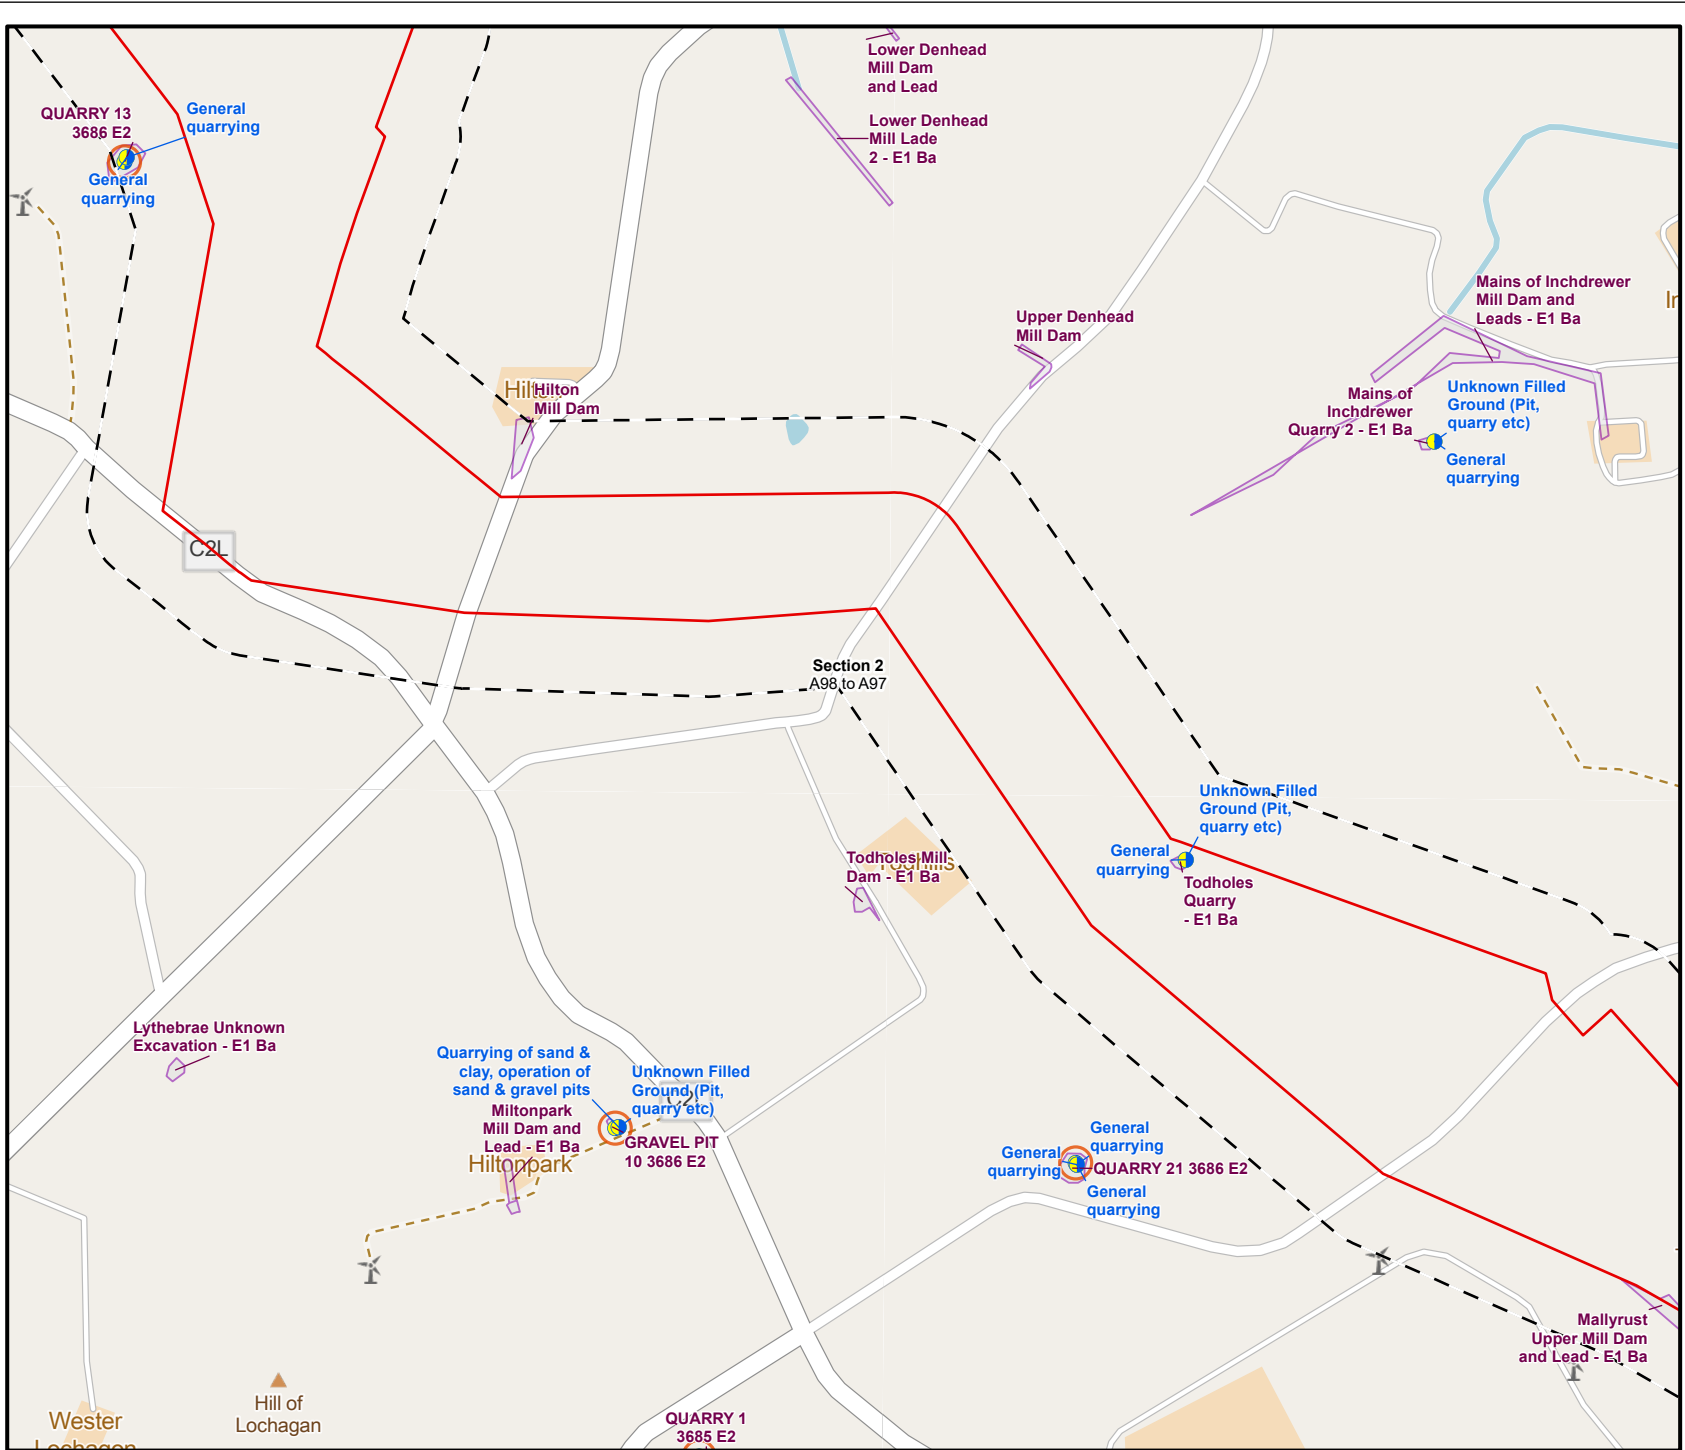 Lower Denhead
Mill Dam
and Lead
QUARRY 13
3686 E2
General
quarrying
Lower Denhead
Mill Lade
2 - E1 Ba
General
quarrying
Mains of Inchdrewer
Mill Dam and
Leads - E1 Ba
Upper Denhead
Mill Dam
Hilton
Hilton
Mill Dam
Mains of
Inchdrewer
Quarry 2 - E1 Ba
Unknown Filled
Ground (Pit,
quarry etc)
General
quarrying
C2L
Section 2
A98 to A97
Unknown Filled
Ground (Pit,
quarry etc)
General
quarrying
Todholes
Quarry
- E1 Ba
Todhills
Todholes Mill
Dam - E1 Ba
Lythebrae Unknown
Excavation - E1 Ba
Quarrying of sand &
clay, operation of
sand & gravel pits
Unknown Filled
Ground (Pit,
quarry etc)
C2L
Miltonpark
Mill Dam and
Lead - E1 Ba
GRAVEL PIT
10 3686 E2
Hiltonpark
General
quarrying
General
quarrying
QUARRY 21 3686 E2
General
quarrying
Mallyrust
Upper Mill Dam
and Lead - E1 Ba
Hill of
Lochagan
Wester
Lochagan
QUARRY 1
3685 E2